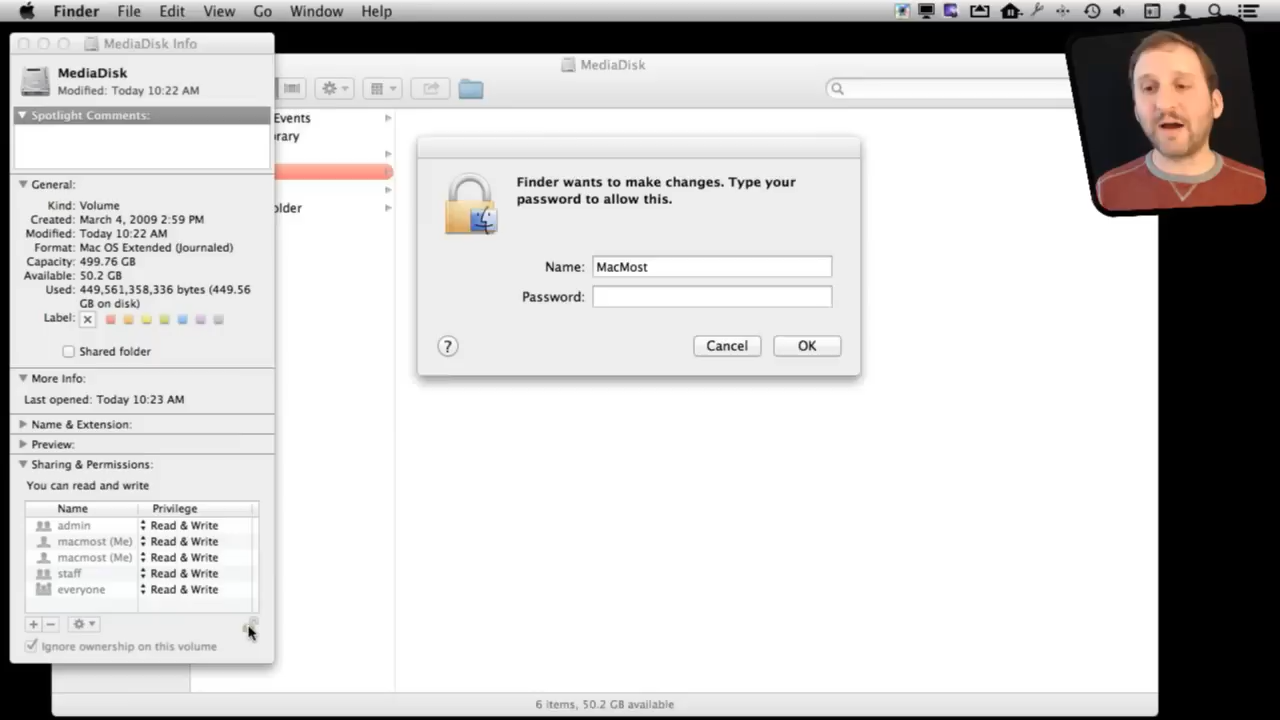 Finder File Edit View Go Window Help
MediaDisk Info
MediaDisk
Modified: Today 10:22 AM
Spotlight Comments:
General:
Kind: Volume
Created: March 4, 2009 2:59 PM
Modified: Today 10:22 AM
Format: Mac OS Extended (Journaled)
Capacity: 499.76 GB
Available: 50.2 GB
Used: 449,561,358,336 bytes (449.56
GB on disk)
Label:
Shared folder
More Info:
Last opened: Today 10:23 AM
Name & Extension:
Preview:
Sharing & Permissions:
You can read and write
Name Privilege
admin Read & Write
macmost (Me) Read & Write
macmost (Me) Read & Write
staff Read & Write
everyone Read & Write
Ignore ownership on this volume
MediaDisk
Events
rary
older
Finder wants to make changes. Type your
password to allow this.
Name: MacMost
Password:
? Cancel OK
6 items, 50.2 GB available